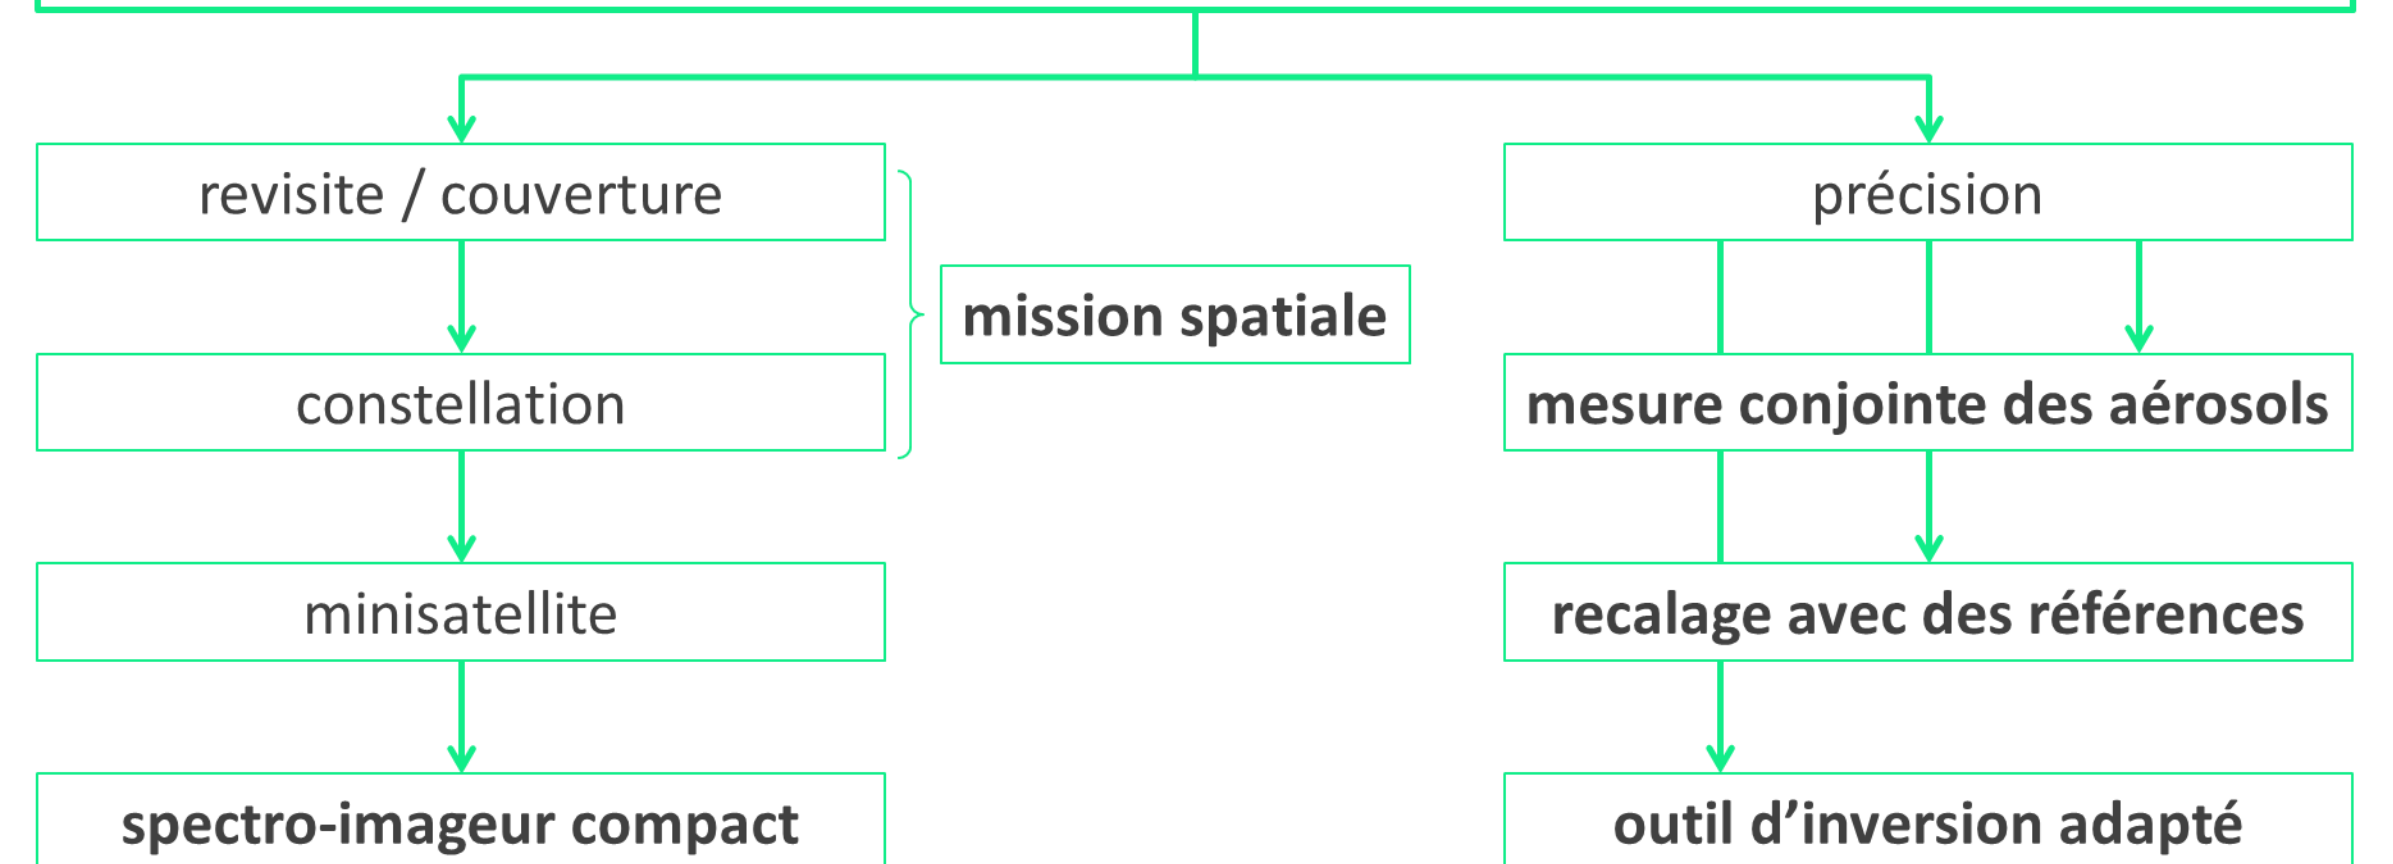 revisite / couverture
précision
mission spatiale
constellation
mesure conjointe des aérosols
minisatellite
recalage avec des références
spectro-imageur compact
outil d’inversion adapté